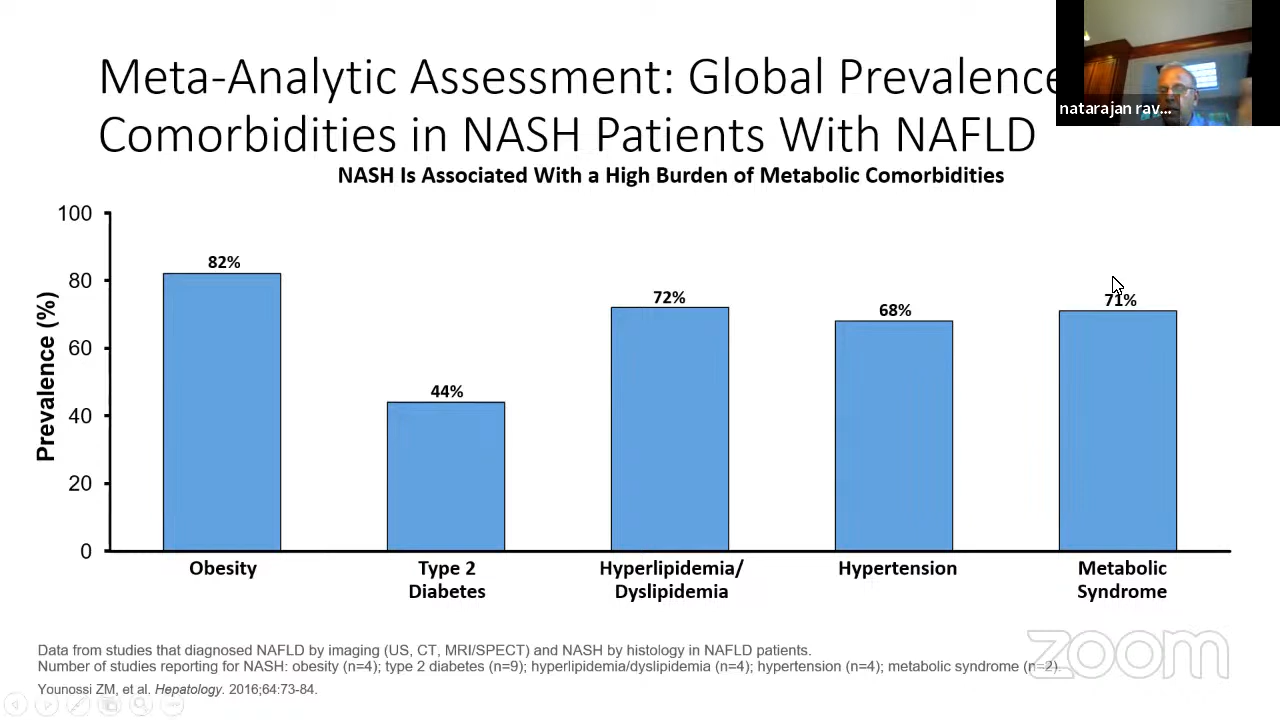 Meta-Analytic Assessment: Global Prevalence
Comorbidities in NASH Patients With NAFLD
natarajan rav...
NASH Is Associated With a High Burden of Metabolic Comorbidities
Prevalence (%)
100
80
60
40
20
0
82%
44%
72%
68%
71%
Obesity
Type 2
Diabetes
Hyperlipidemia/
Dyslipidemia
Hypertension
Metabolic
Syndrome
Data from studies that diagnosed NAFLD by imaging (US, CT, MRI/SPECT) and NASH by histology in NAFLD patients.
Number of studies reporting for NASH: obesity (n=4); type 2 diabetes (n=9); hyperlipidemia/dyslipidemia (n=4); hypertension (n=4); metabolic syndrome (n=2).
Younossi ZM, et al. Hepatology. 2016;64:73-84.
zoom